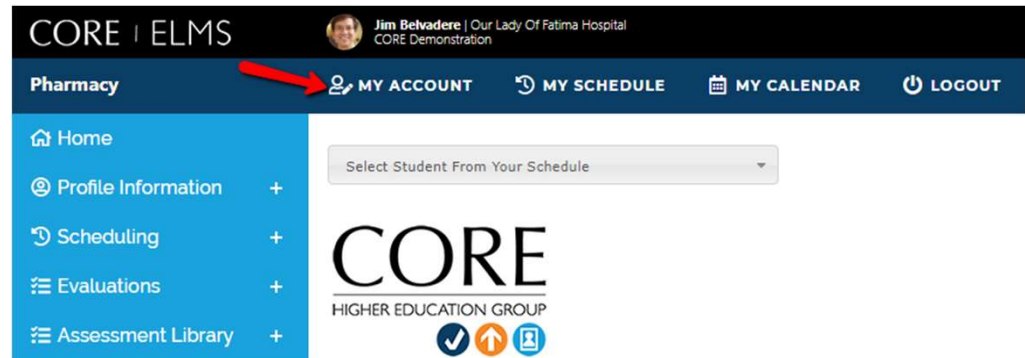 CORE | ELMS
Jim Belvadere | Our Lady Of Fatima Hospital
CORE Demonstration
Pharmacy
MY ACCOUNT
MY SCHEDULE
MY CALENDAR
LOGOUT
Home
Profile Information +
Scheduling +
Evaluations +
Assessment Library +
Select Student From Your Schedule
CORE
HIGHER EDUCATION GROUP